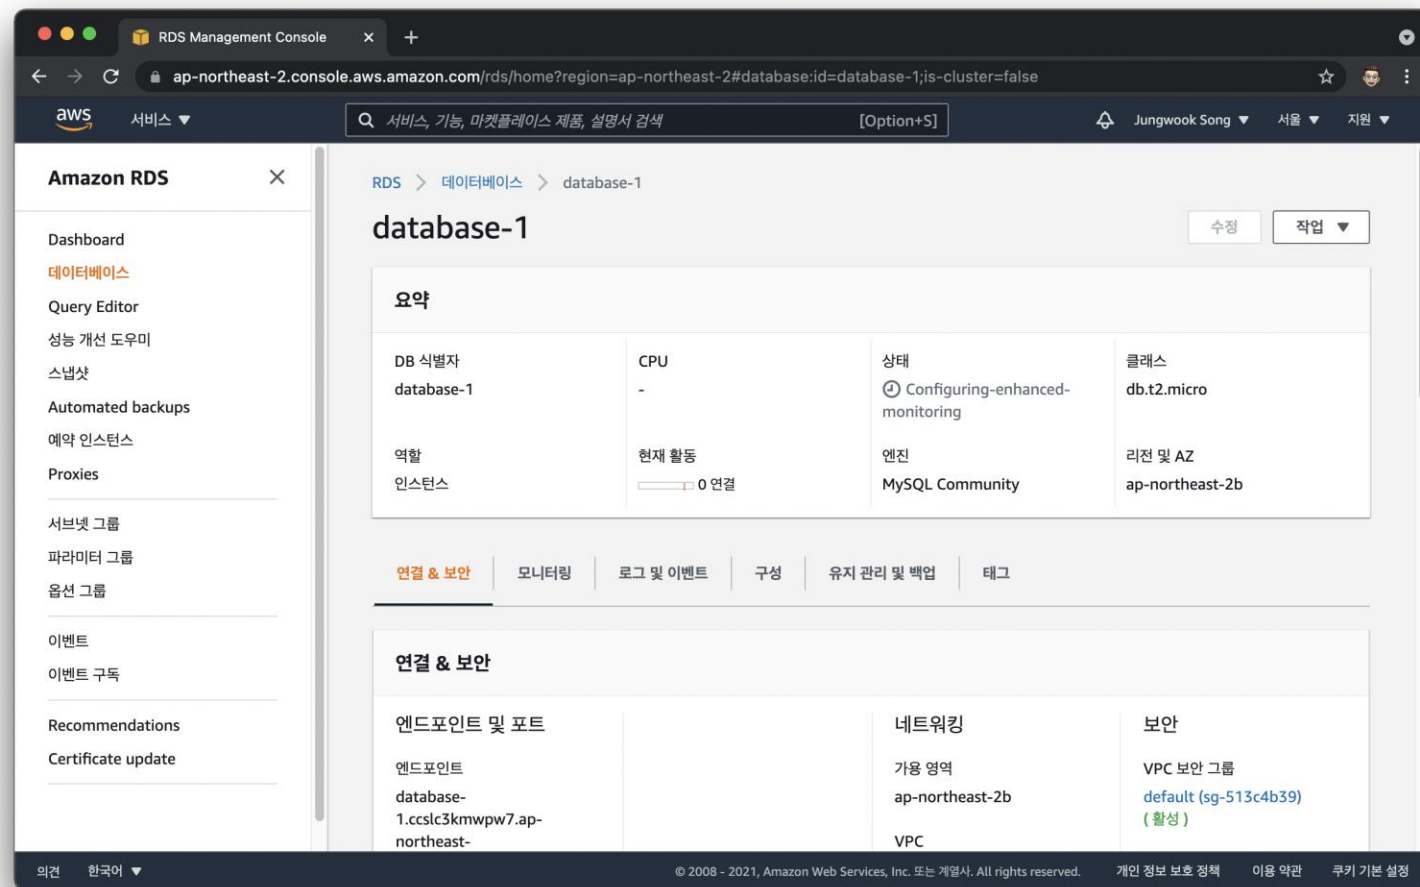 RDS Management Console
ap-northeast-2.console.aws.amazon.com/rds/home?region=ap-northeast-2#database:id=database-1;is-cluster=false
aws 서비스 ▼ 서비스, 기능, 마켓플레이스 제품, 설명서 검색 [Option+S] Jungwook Song ▼ 서울 ▼ 지원 ▼
Amazon RDS
Dashboard
데이터베이스
Query Editor
성능 개선 도우미
스냅샷
Automated backups
예약 인스턴스
Proxies
서브넷 그룹
파라미터 그룹
옵션 그룹
이벤트
이벤트 구독
Recommendations
Certificate update
RDS > 데이터베이스 > database-1
database-1
수정 작업 ▼
요약
DB 식별자
database-1
CPU
-
상태
Configuring-enhanced-
monitoring
클래스
db.t2.micro
역할
인스턴스
현재 활동
0 연결
엔진
MySQL Community
리전 및 AZ
ap-northeast-2b
연결 & 보안 모니터링 로그 및 이벤트 구성 유지 관리 및 백업 태그
연결 & 보안
엔드포인트 및 포트
엔드포인트
database-
1.ccslc3kmwpw7.ap-
northeast-
네트워킹
가용 영역
ap-northeast-2b
VPC
보안
VPC 보안 그룹
default (sg-513c4b39)
( 활성 )
의견 한국어 ▼ © 2008 - 2021, Amazon Web Services, Inc. 또는 계열사. All rights reserved. 개인 정보 보호 정책 이용 약관 쿠키 기본 설정